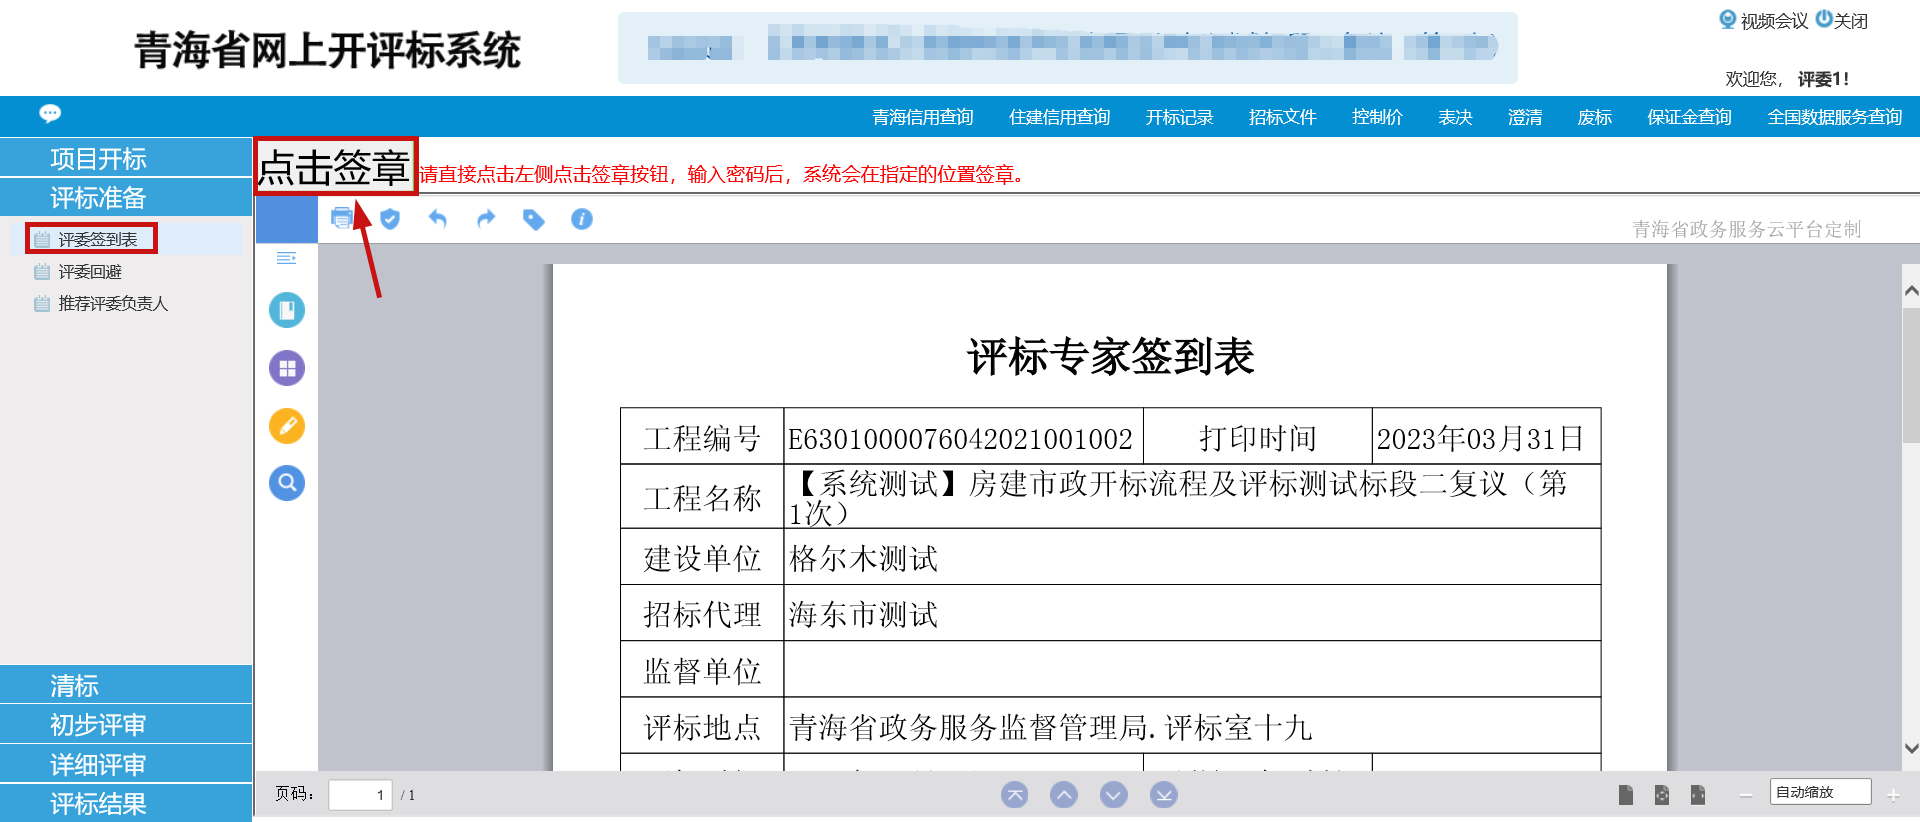 青海省网上开评标系统
视频会议 关闭
欢迎您， 评委1！
青海信用查询 住建信用查询 开标记录 招标文件 控制价 表决 澄清 废标 保证金查询 全国数据服务查询
项目开标
评标准备
评委签到表
评委回避
推荐评委负责人
清标
初步评审
详细评审
评标结果
点击签章 请直接点击左侧点击签章按钮，输入密码后，系统会在指定的位置签章。
青海省政务服务云平台定制
评标专家签到表
工程编号 E6301000076042021001002 打印时间 2023年03月31日
工程名称 【系统测试】房建市政开标流程及评标测试标段二复议（第
1次）
建设单位 格尔木测试
招标代理 海东市测试
监督单位
评标地点 青海省政务服务监督管理局.评标室十九
页码： 1 / 1
自动缩放